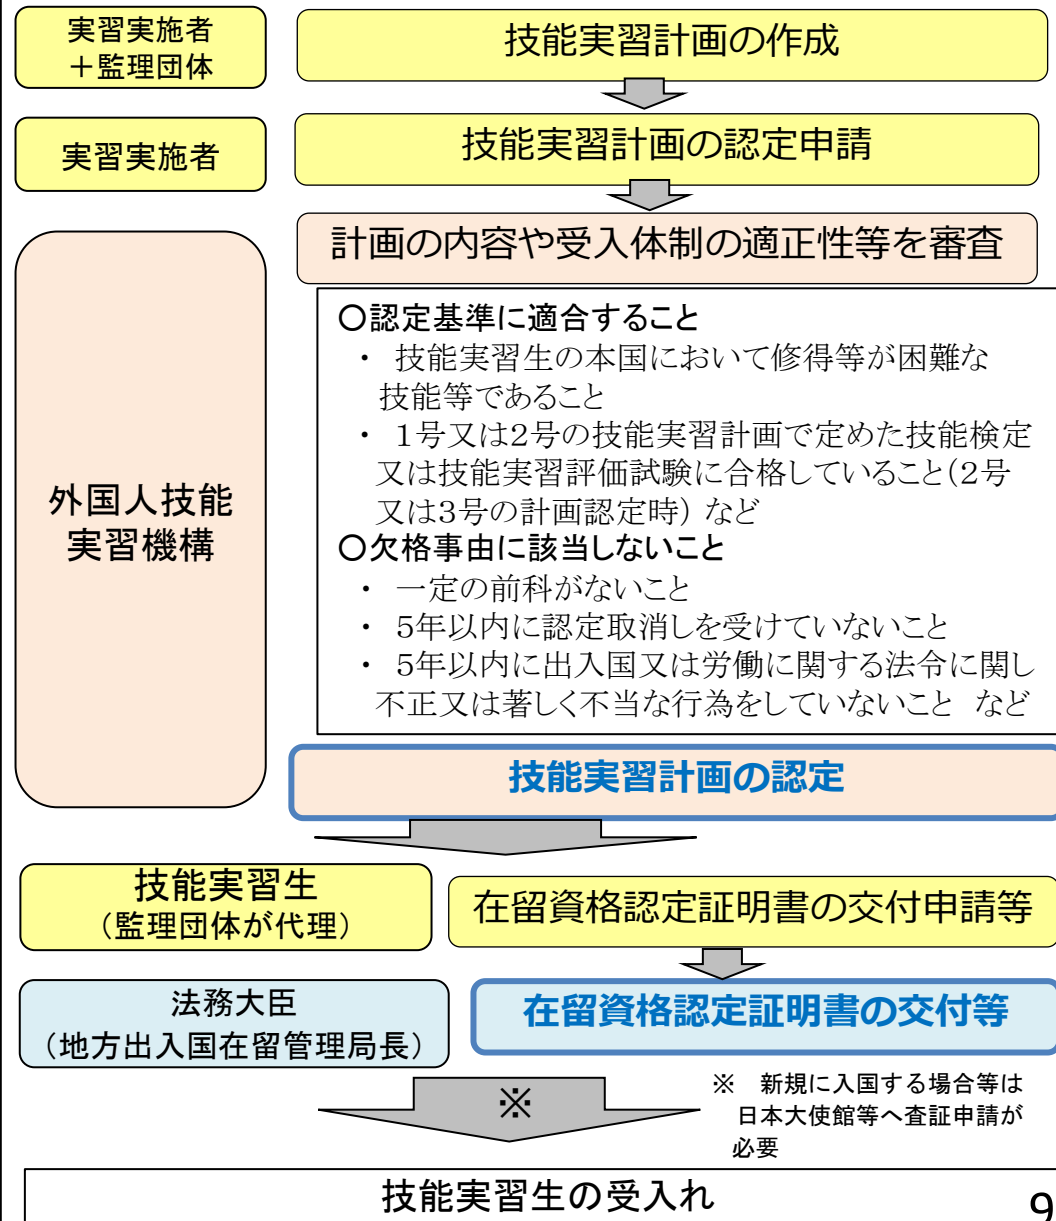 実習実施者
＋監理団体
技能実習計画の作成
実習実施者
技能実習計画の認定申請
計画の内容や受入体制の適正性等を審査
外国人技能
実習機構
○認定基準に適合すること
・ 技能実習生の本国において修得等が困難な
技能等であること
・ 1号又は2号の技能実習計画で定めた技能検定
又は技能実習評価試験に合格していること(2号
又は3号の計画認定時) など
○欠格事由に該当しないこと
・ 一定の前科がないこと
・ 5年以内に認定取消しを受けていないこと
・ 5年以内に出入国又は労働に関する法令に関し
不正又は著しく不当な行為をしていないこと など
技能実習計画の認定
技能実習生
（監理団体が代理）
在留資格認定証明書の交付申請等
法務大臣
（地方出入国在留管理局長）
在留資格認定証明書の交付等
※
※ 新規に入国する場合等は
日本大使館等へ査証申請が
必要
技能実習生の受入れ
9